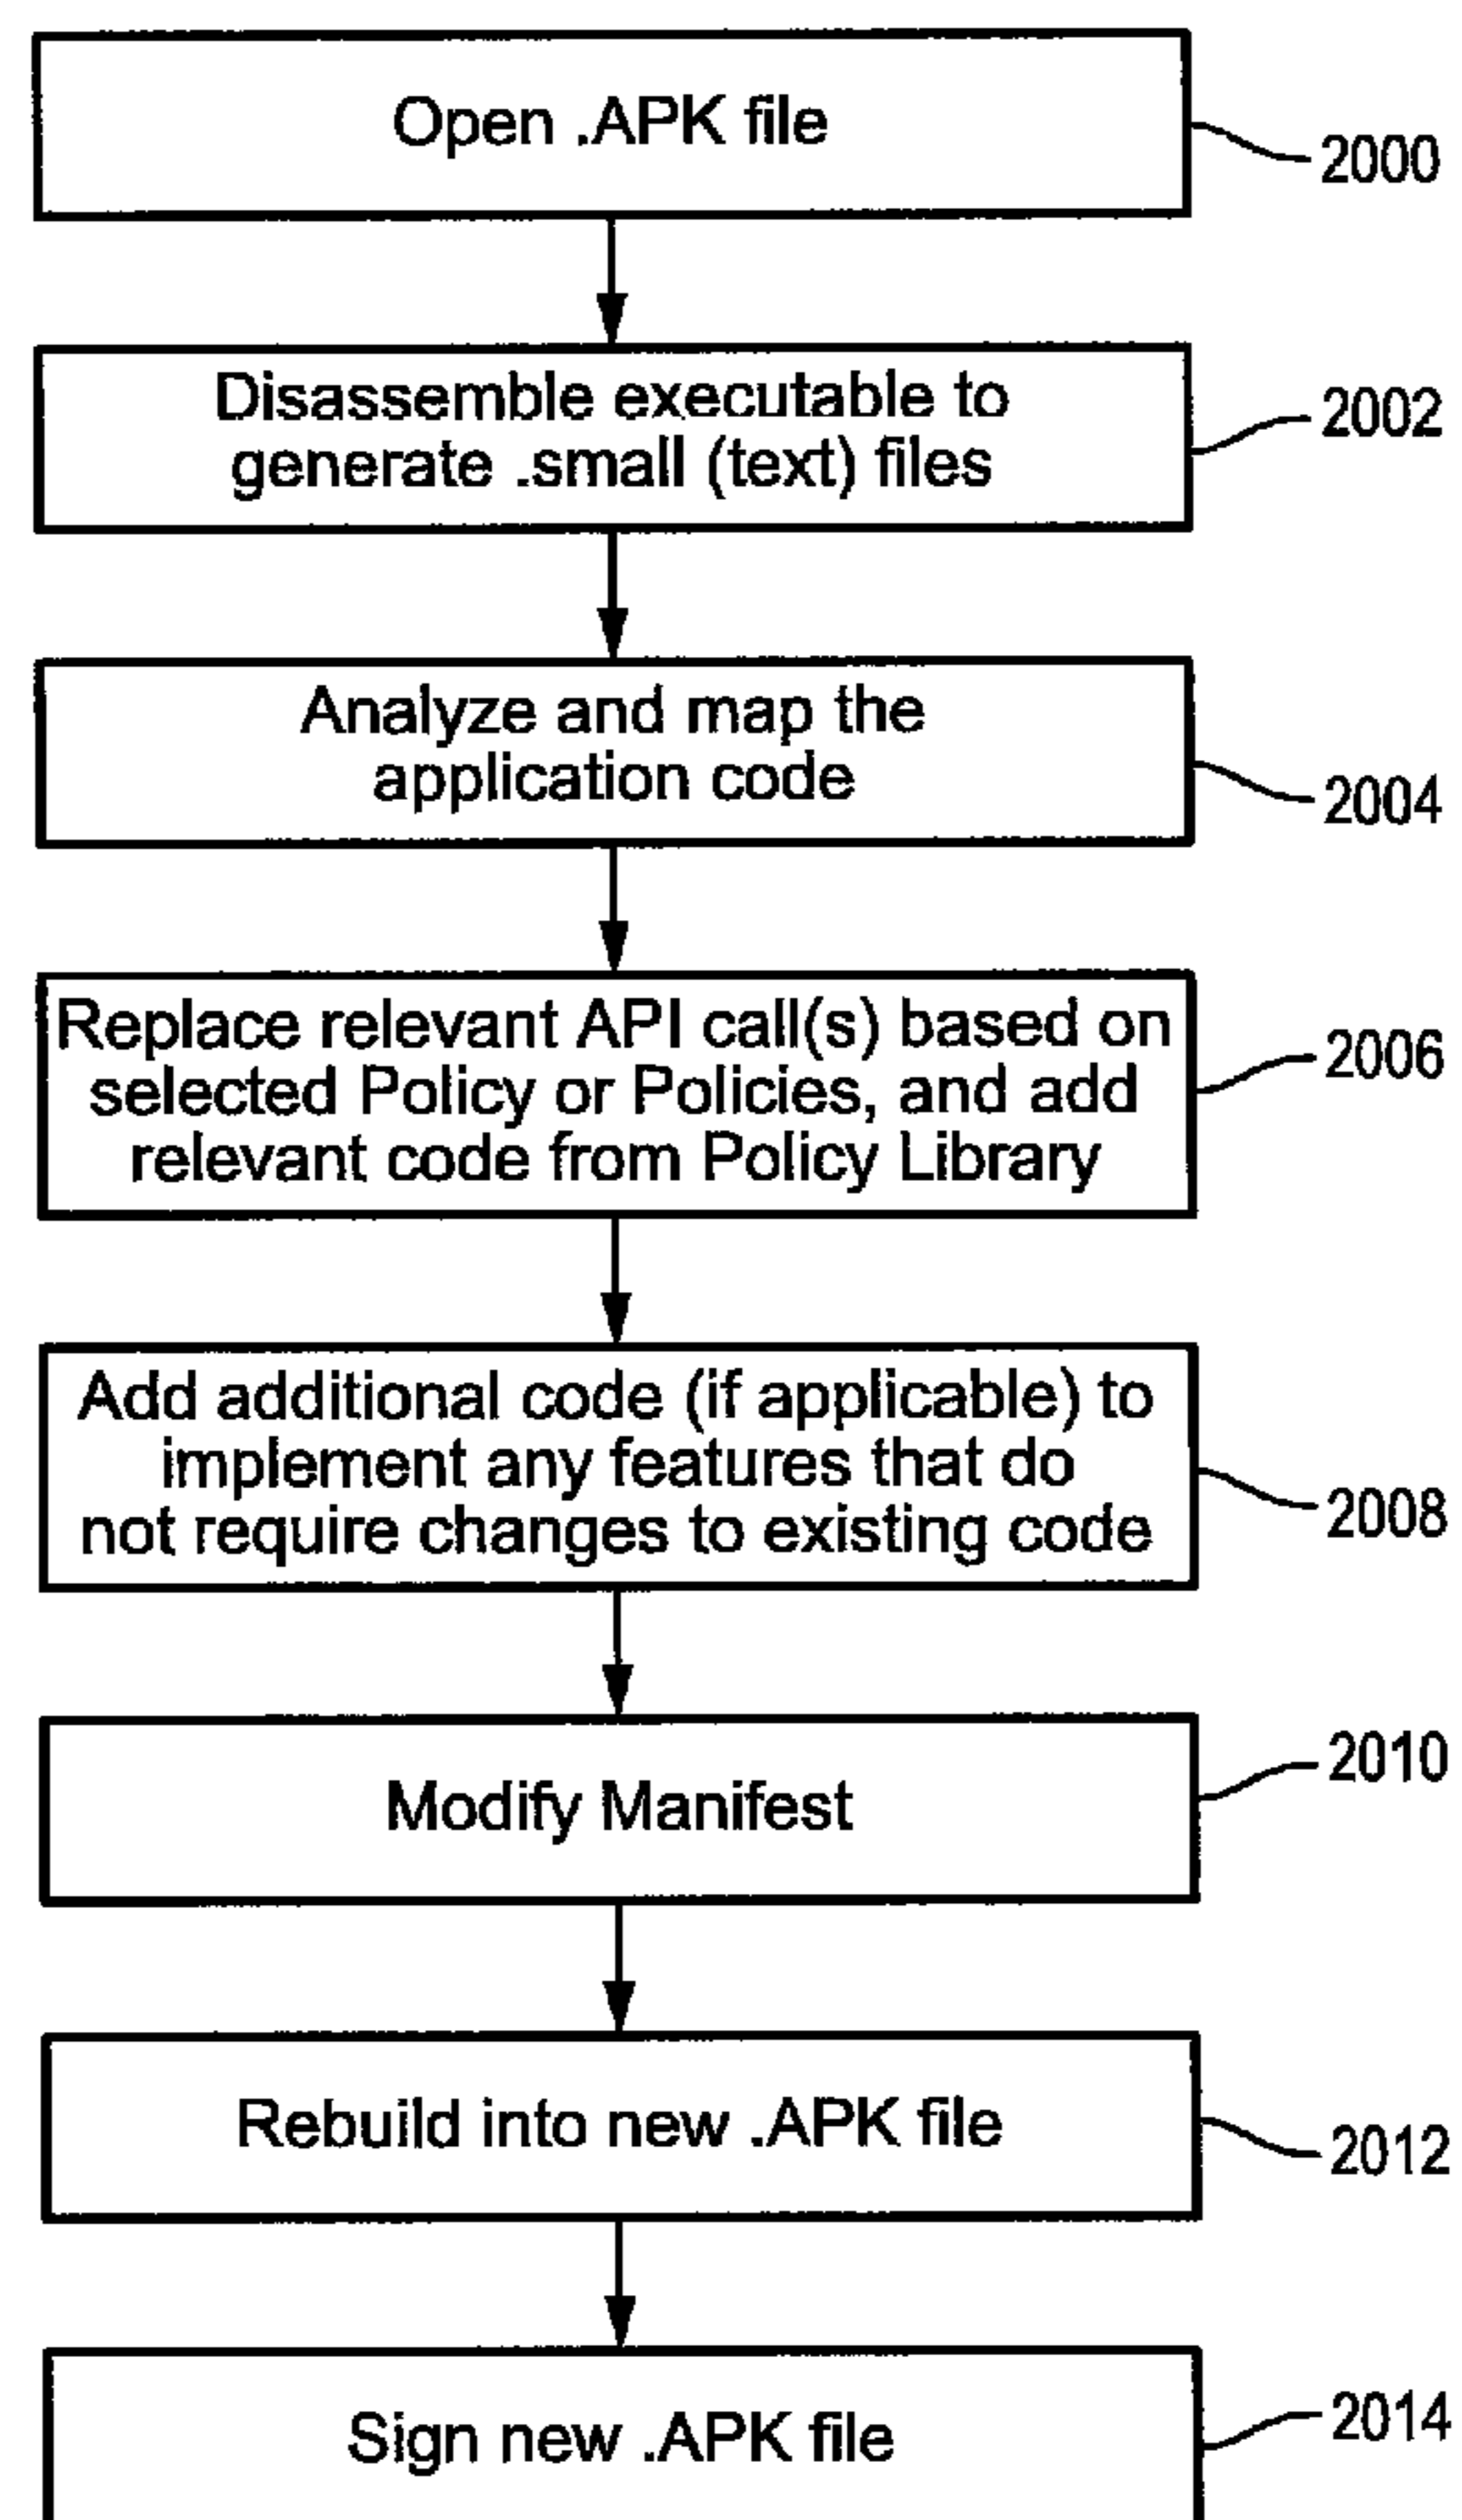 Open .APK file
2000
Disassemble executable to
generate .small (text) files
2002
Analyze and map the
application code
2004
Replace relevant API call(s) based on
selected Policy or Policies, and add
relevant code from Policy Library
2006
Add additional code (if applicable) to
implement any features that do
not require changes to existing code
2008
Modify Manifest
2010
Rebuild into new .APK file
2012
Sign new .APK file
2014